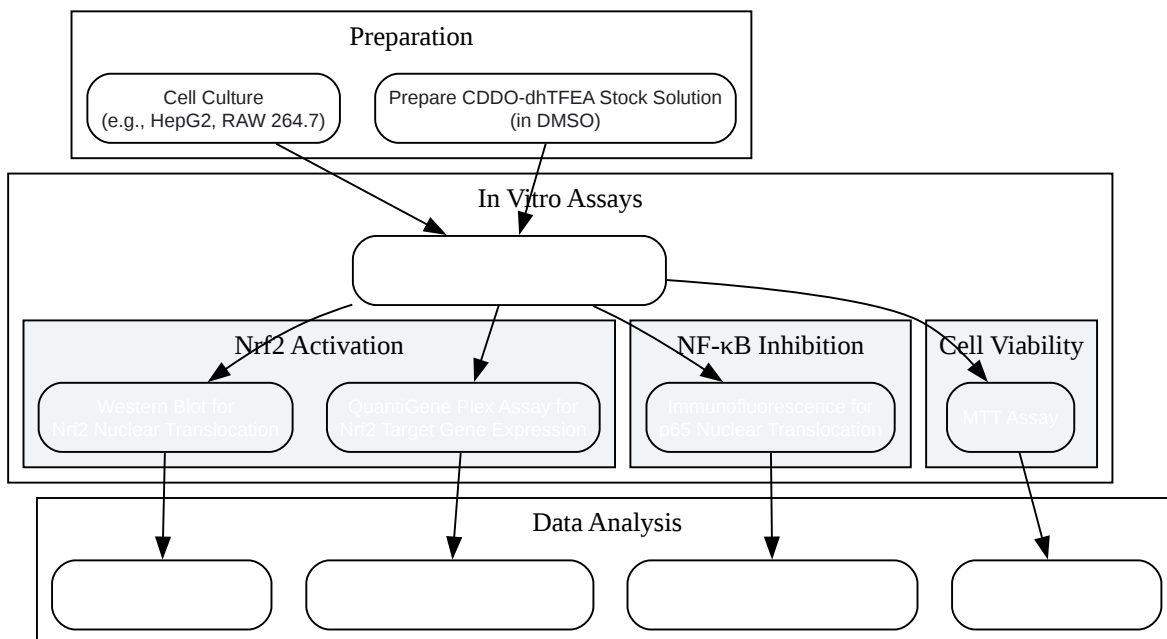 Preparation
Cell Culture
(e.g., HepG2, RAW 264.7)
Prepare CDDO-dhTFEA Stock Solution
(in DMSO)
In Vitro Assays
Nrf2 Activation
NF-κB Inhibition
Cell Viability
Western Blot for
Nrf2 Nuclear Translocation
QuantiGene Plex Assay for
Nrf2 Target Gene Expression
Immunofluorescence for
p65 Nuclear Translocation
MTT Assay
Data Analysis